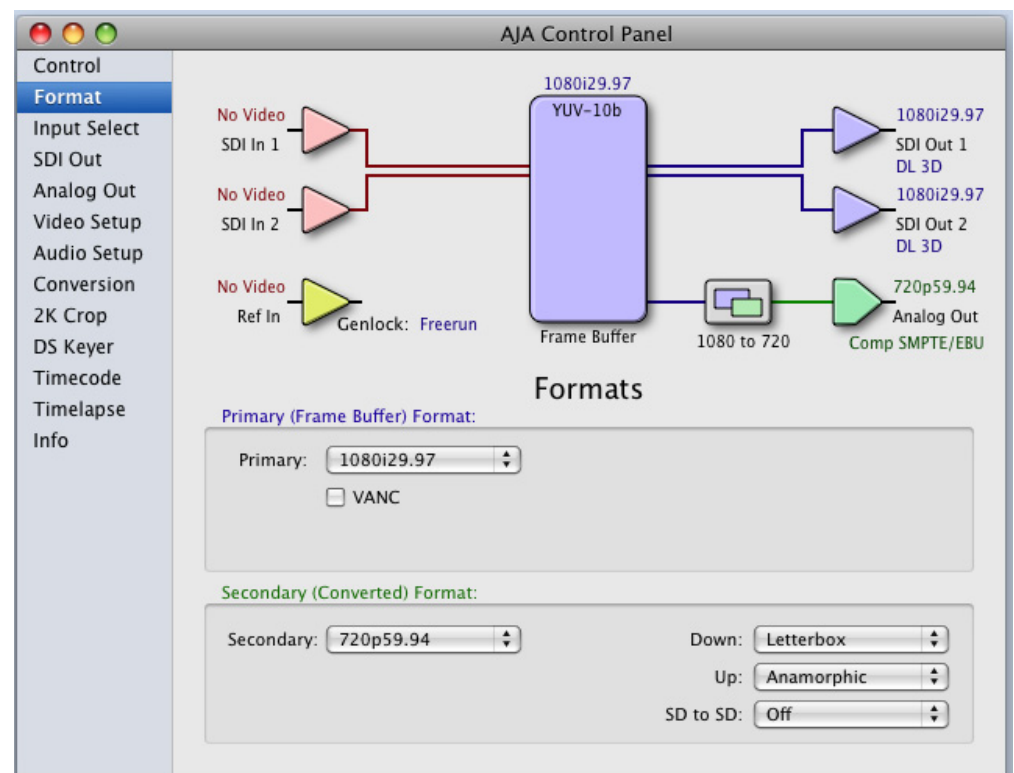 AJA Control Panel
Control
Format
Input Select
SDI Out
Analog Out
Video Setup
Audio Setup
Conversion
2K Crop
DS Keyer
Timecode
Timelapse
Info
1080i29.97
YUV-10b
Frame Buffer
No Video
SDI In 1
No Video
SDI In 2
No Video
Ref In
Genlock: Freerun
1080i29.97
SDI Out 1
DL 3D
1080i29.97
SDI Out 2
DL 3D
1080 to 720
720p59.94
Analog Out
Comp SMPTE/EBU
Formats
Primary (Frame Buffer) Format:
Primary: 1080i29.97
VANC
Secondary (Converted) Format:
Secondary: 720p59.94
Down: Letterbox
Up: Anamorphic
SD to SD: Off